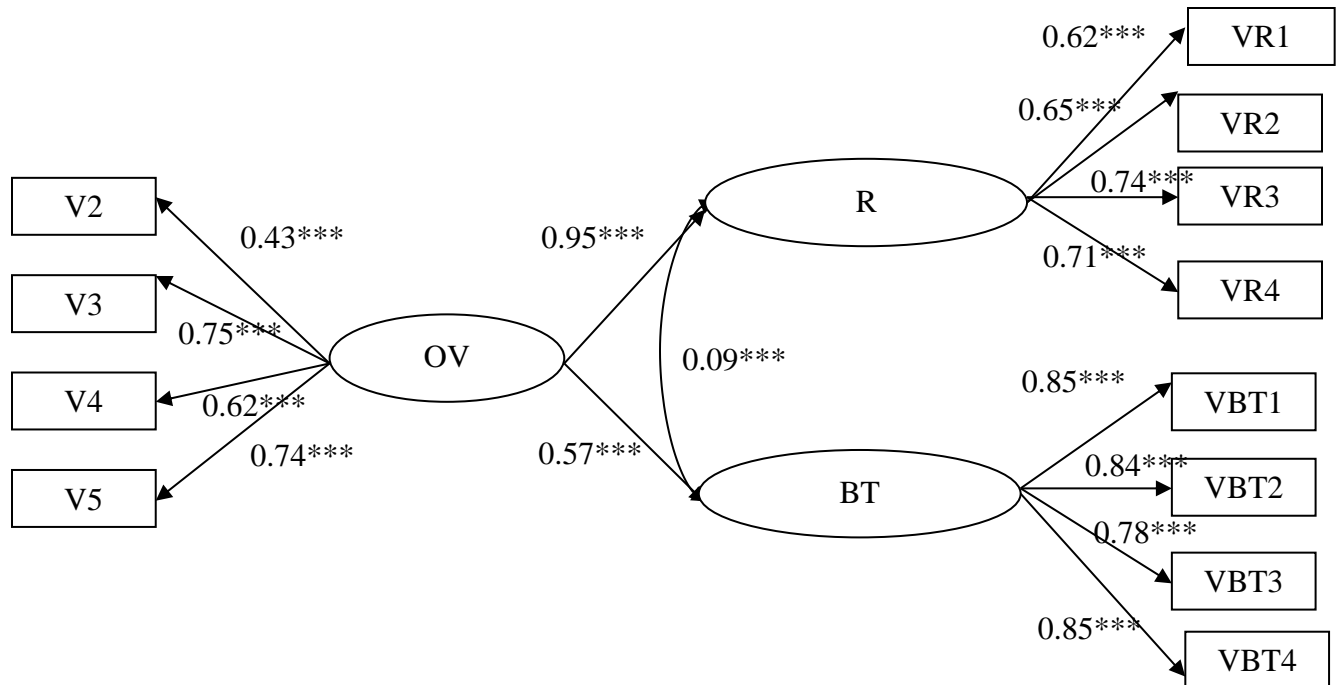 V2
V3
V4
V5
0.43***
0.75***
0.62***
0.74***
OV
0.95***
0.57***
0.09***
R
BT
0.62***
0.65***
0.74***
0.71***
VR1
VR2
VR3
VR4
0.85***
0.84***
0.78***
0.85***
VBT1
VBT2
VBT3
VBT4